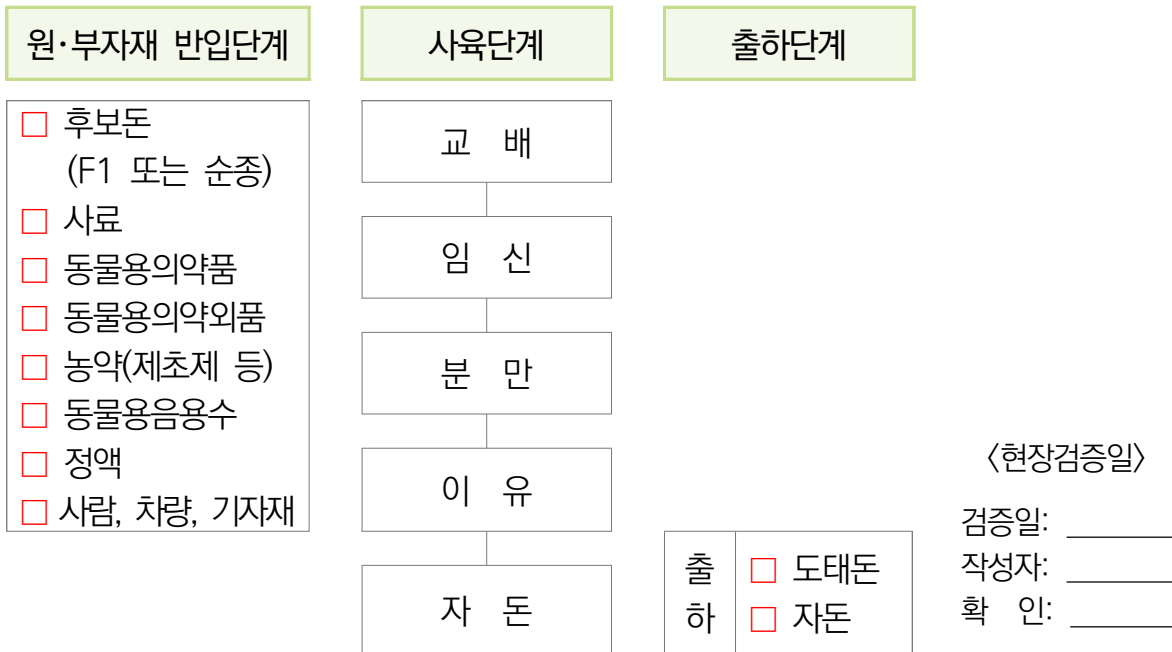 원·부자재 반입단계
사육단계
출하단계
□ 후보돈
(F1 또는 순종)
□ 사료
□ 동물용의약품
□ 동물용의약외품
□ 농약(제초제 등)
□ 동물용음용수
□ 정액
□ 사람, 차량, 기자재
교 배
임 신
분 만
이 유
자 돈
출하
□ 도태돈
□ 자돈
〈현장검증일〉
검증일: ________
작성자: ________
확 인: ________